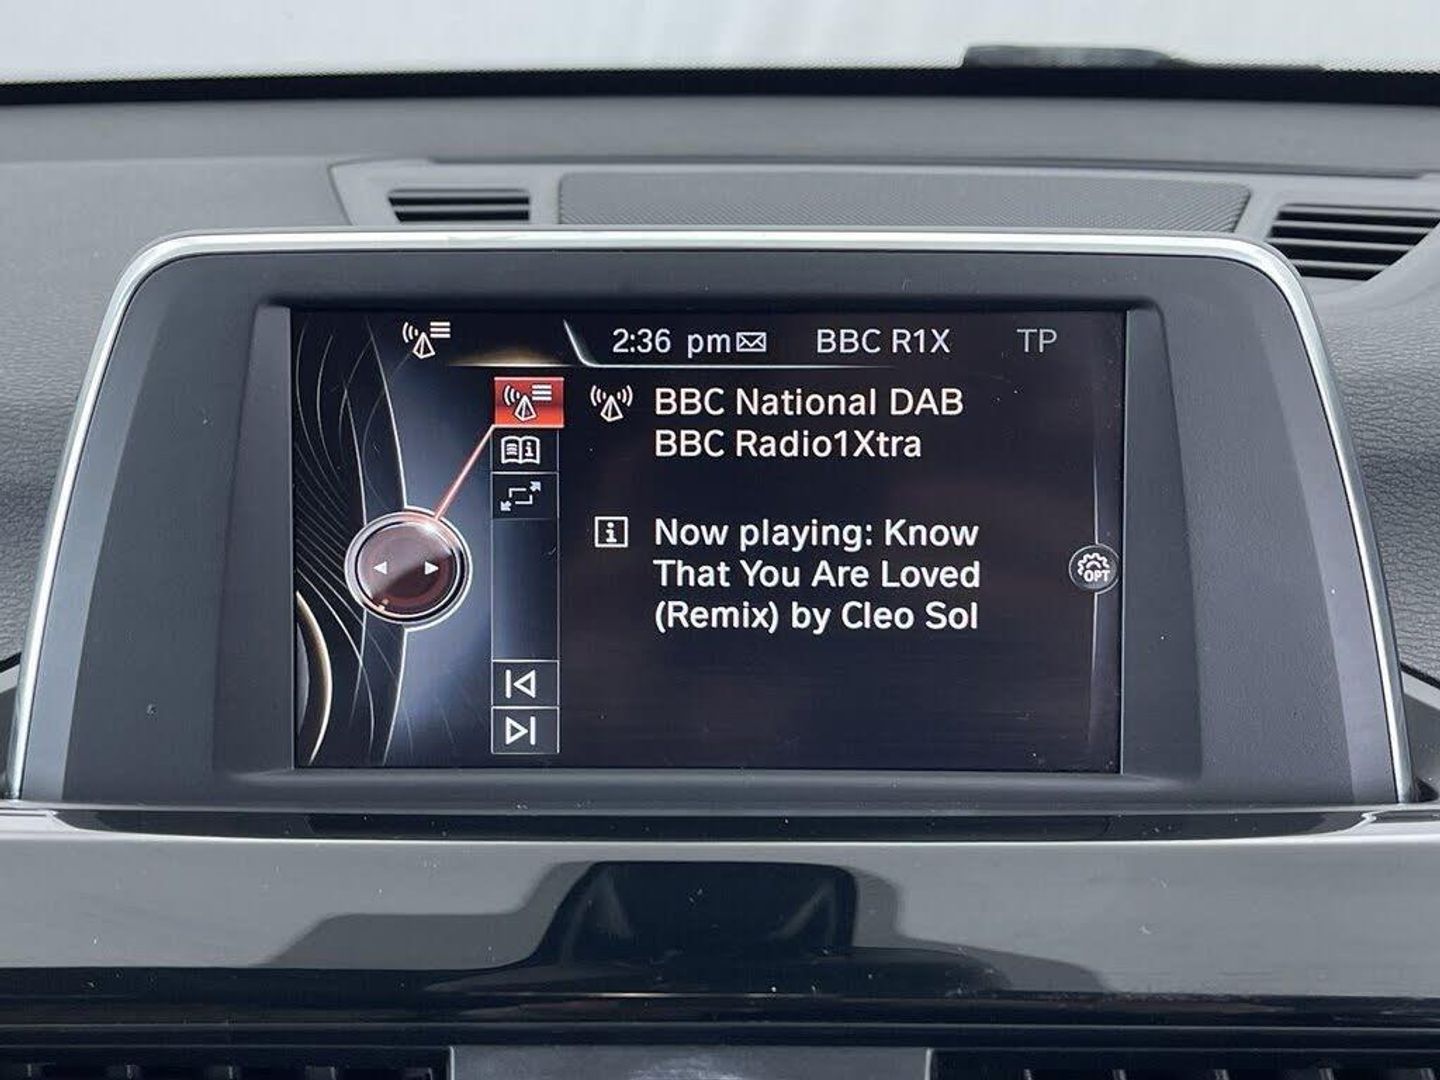 2:36 pm BBC R1X TP
BBC National DAB
BBC Radio1Xtra
Now playing: Know
That You Are Loved
(Remix) by Cleo Sol
OPT